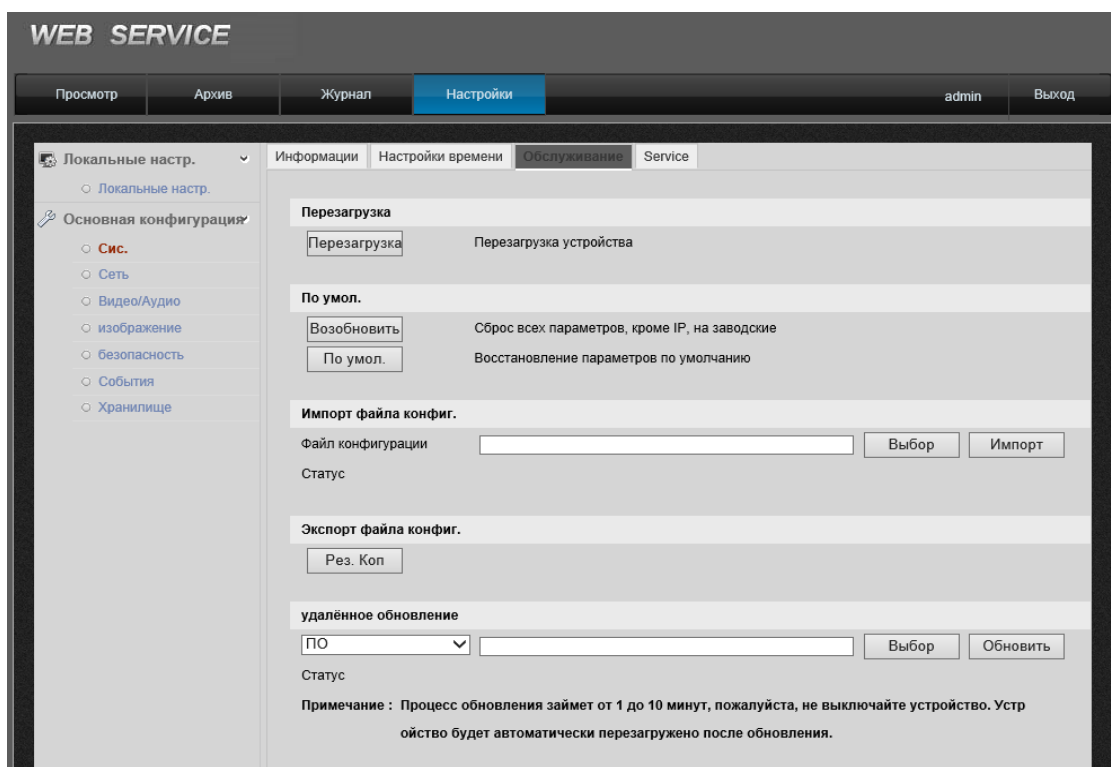 WEB SERVICE
Просмотр Архив Журнал Настройки admin Выход
Локальные настр.
Локальные настр.
Основная конфигурация
Сис.
Сеть
Видео/Аудио
изображение
безопасность
События
Хранилище
Информации Настройки времени Обслуживание Service
Перезагрузка
Перезагрузка Перезагрузка устройства
По умол.
Возобновить Сброс всех параметров, кроме IP, на заводские
По умол. Восстановление параметров по умолчанию
Импорт файла конфиг.
Файл конфигурации Выбор Импорт
Статус
Экспорт файла конфиг.
Рез. Коп
удалённое обновление
ПО Выбор Обновить
Статус
Примечание : Процесс обновления займет от 1 до 10 минут, пожалуйста, не выключайте устройство. Устр
ойство будет автоматически перезагружено после обновления.